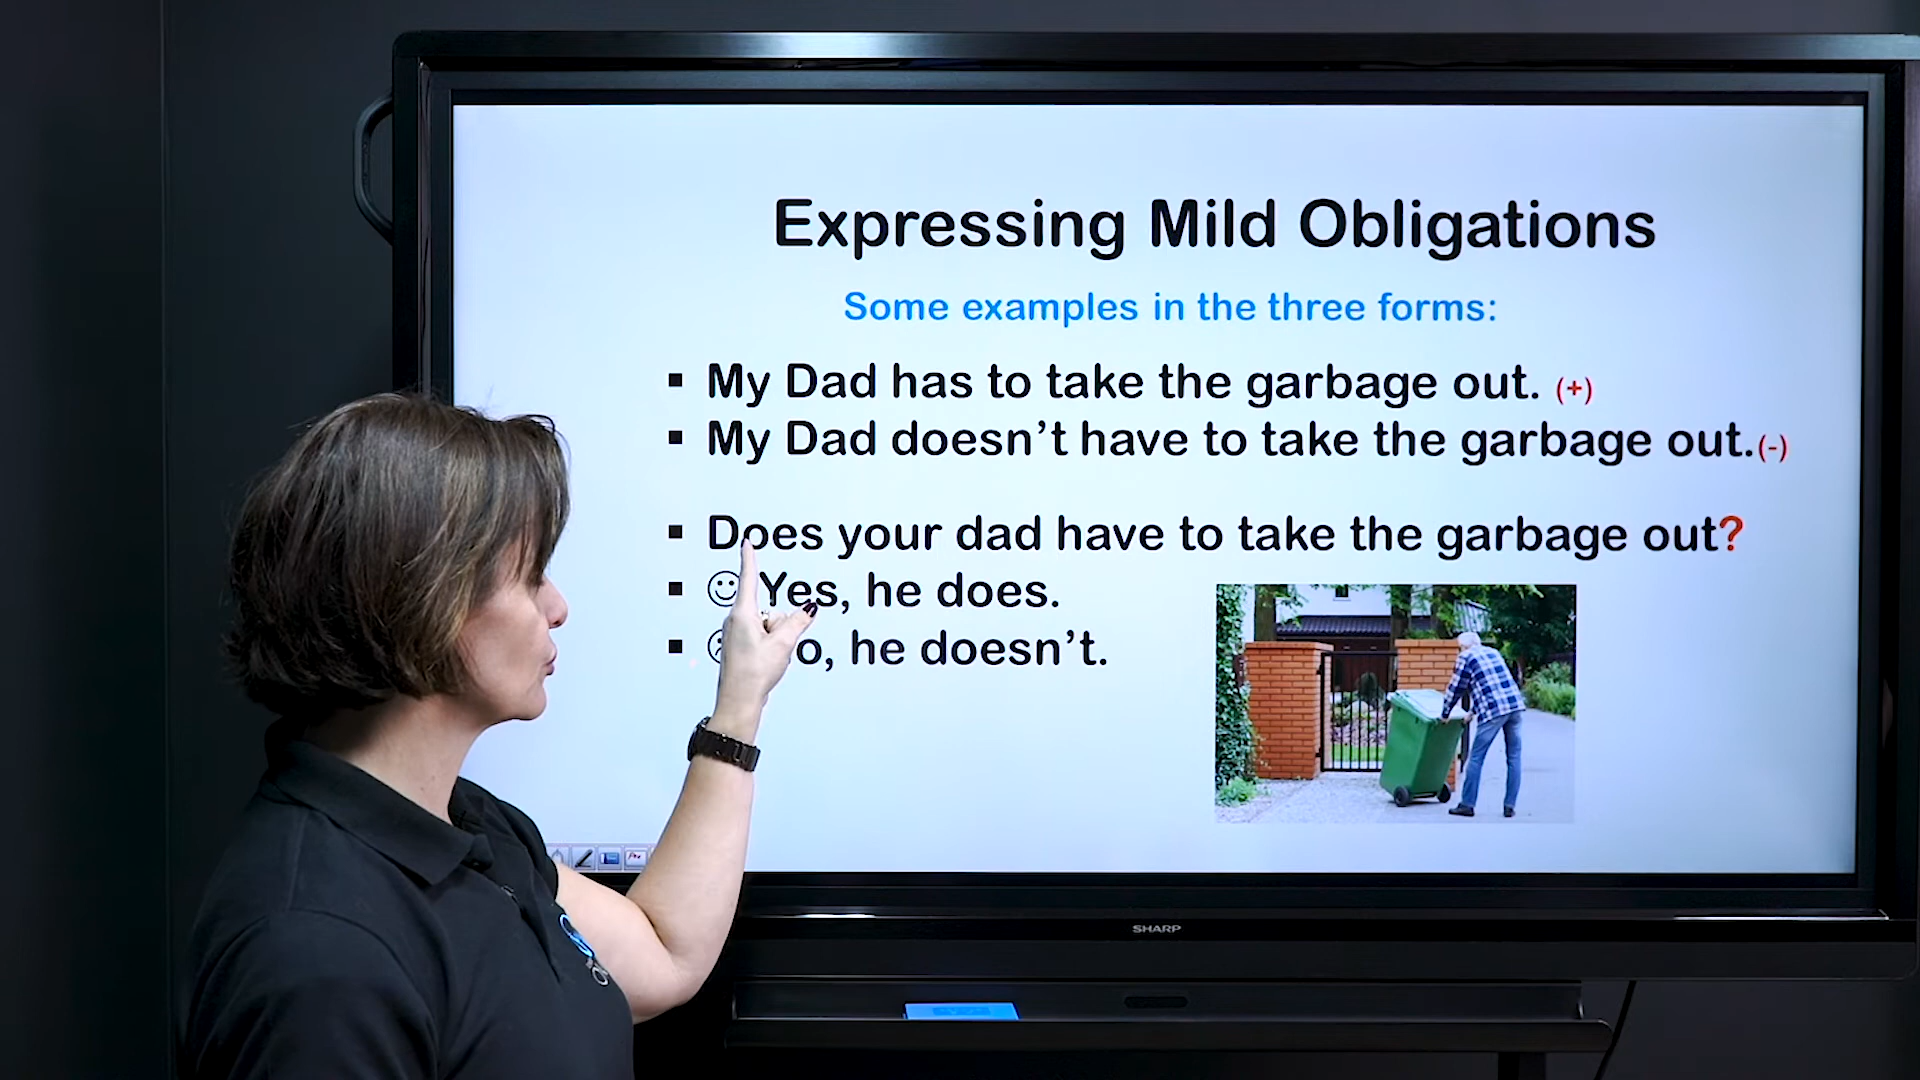 Expressing Mild Obligations
Some examples in the three forms:
▪ My Dad has to take the garbage out. (+)
▪ My Dad doesn't have to take the garbage out.(-)
▪ Does your dad have to take the garbage out?
▪ ☺ Yes, he does.
▪ ☹ No, he doesn't.
SHARP